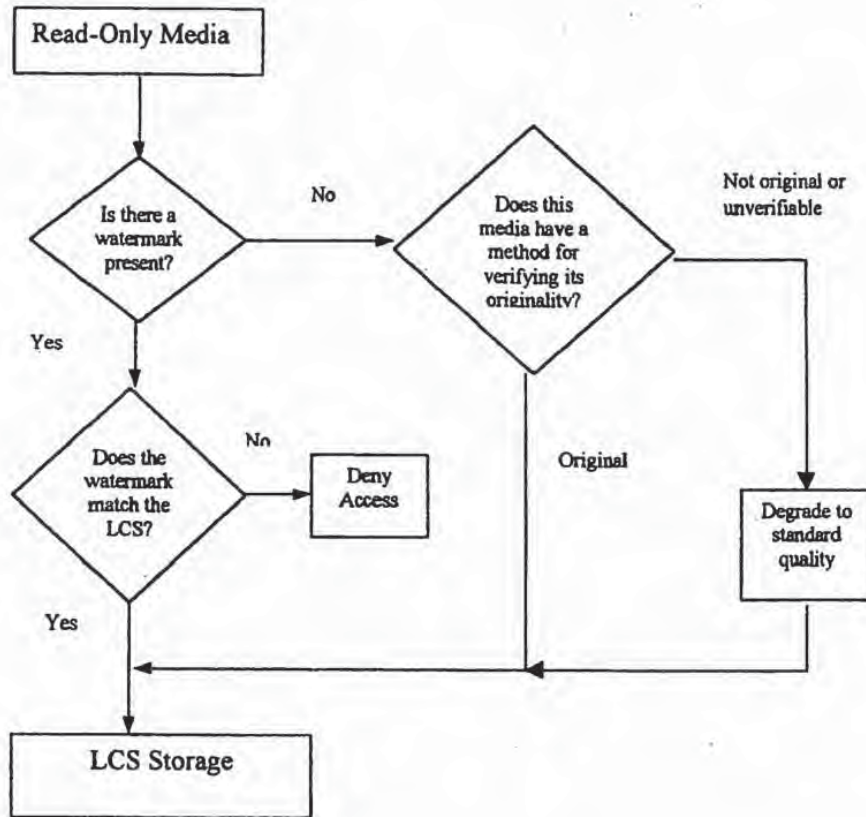 Read-Only Media
Is there a
watermark
present?
No
Does this
media have a
method for
verifying its
originality?
Not original or
unverifiable
Yes
Does the
watermark
match the
LCS?
No
Deny
Access
Original
Degrade to
standard
quality
Yes
LCS Storage